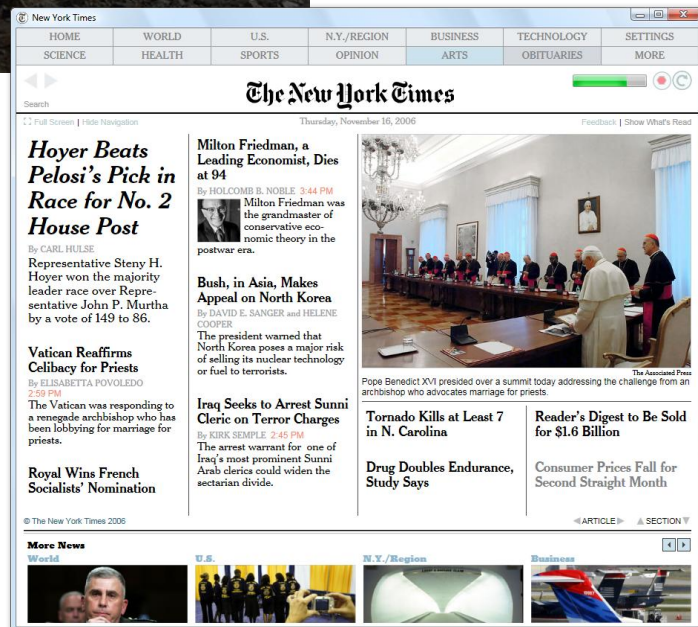 New York Times
HOME WORLD U.S. N.Y./REGION BUSINESS TECHNOLOGY SETTINGS
SCIENCE HEALTH SPORTS OPINION ARTS OBITUARIES MORE
The New York Times
Search
Full Screen | Hide Navigation
Thursday, November 16, 2006
Feedback | Show What's Read
Hoyer Beats
Pelosi's Pick in
Race for No. 2
House Post
By CARL HULSE
Representative Steny H.
Hoyer won the majority
leader race over Repre-
sentative John P. Murtha
by a vote of 149 to 86.
Vatican Reaffirms
Celibacy for Priests
By ELISABETTA POVOLEDO
2:59 PM
The Vatican was responding to
a renegade archbishop who has
been lobbying for marriage for
priests.
Royal Wins French
Socialists' Nomination
Milton Friedman, a
Leading Economist, Dies
at 94
By HOLCOMB B. NOBLE 3:44 PM
Milton Friedman was
the grandmaster of
conservative eco-
nomic theory in the
postwar era.
Bush, in Asia, Makes
Appeal on North Korea
By DAVID E. SANGER and HELENE
COOPER
The president warned that
North Korea poses a major risk
of selling its nuclear technology
or fuel to terrorists.
Iraq Seeks to Arrest Sunni
Cleric on Terror Charges
By KIRK SEMPLE 2:45 PM
The arrest warrant for one of
Iraq's most prominent Sunni
Arab clerics could widen the
sectarian divide.
The Associated Press
Pope Benedict XVI presided over a summit today addressing the challenge from an
archbishop who advocates marriage for priests.
Tornado Kills at Least 7
in N. Carolina
Drug Doubles Endurance,
Study Says
Reader's Digest to Be Sold
for $1.6 Billion
Consumer Prices Fall for
Second Straight Month
© The New York Times 2006
ARTICLE SECTION
More News
World U.S. N.Y./Region Business